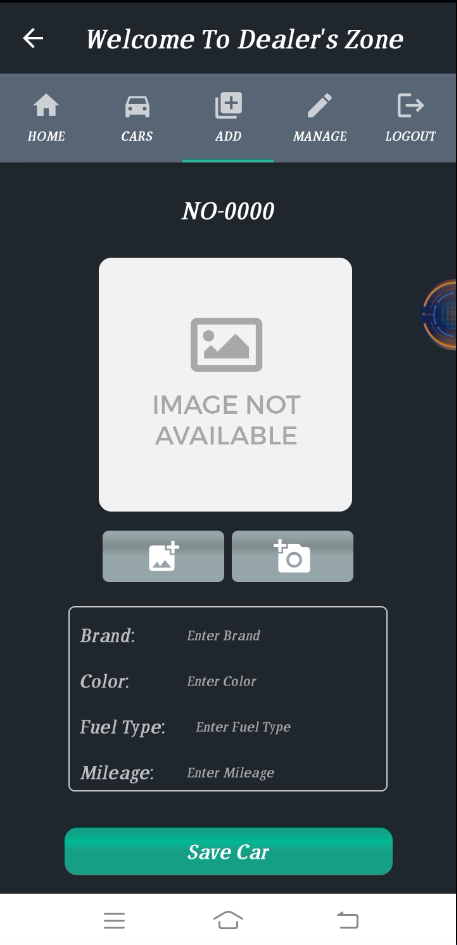 Welcome To Dealer's Zone
HOME CARS ADD MANAGE LOGOUT
NO-0000
IMAGE NOT
AVAILABLE
Brand: Enter Brand
Color: Enter Color
Fuel Type: Enter Fuel Type
Mileage: Enter Mileage
Save Car